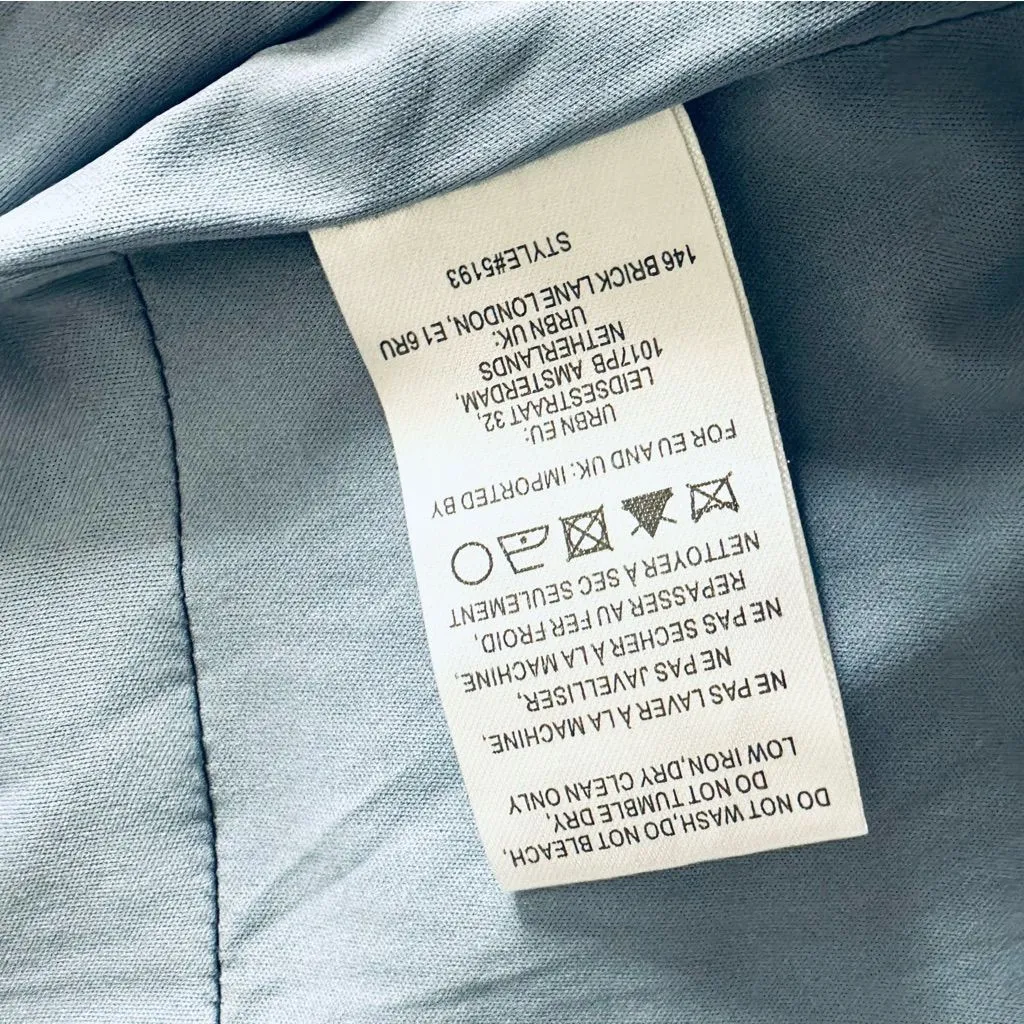 DO NOT WASH,DO NOT BLEACH,
DO NOT TUMBLE DRY,
LOW IRON,DRY CLEAN ONLY
NE PAS LAVER À LA MACHINE,
NE PAS JAVELLISER,
NE PAS SECHER À LA MACHINE,
REPASSER AU FER FROID,
NETTOYER À SEC SEULEMENT
FOR EU AND UK: IMPORTED BY
URBN EU:
LEIDSESTRAAT 32,
1017PB AMSTERDAM,
NETHERLANDS
URBN UK:
146 BRICK LANE LONDON, E1 6RU
STYLE#5193